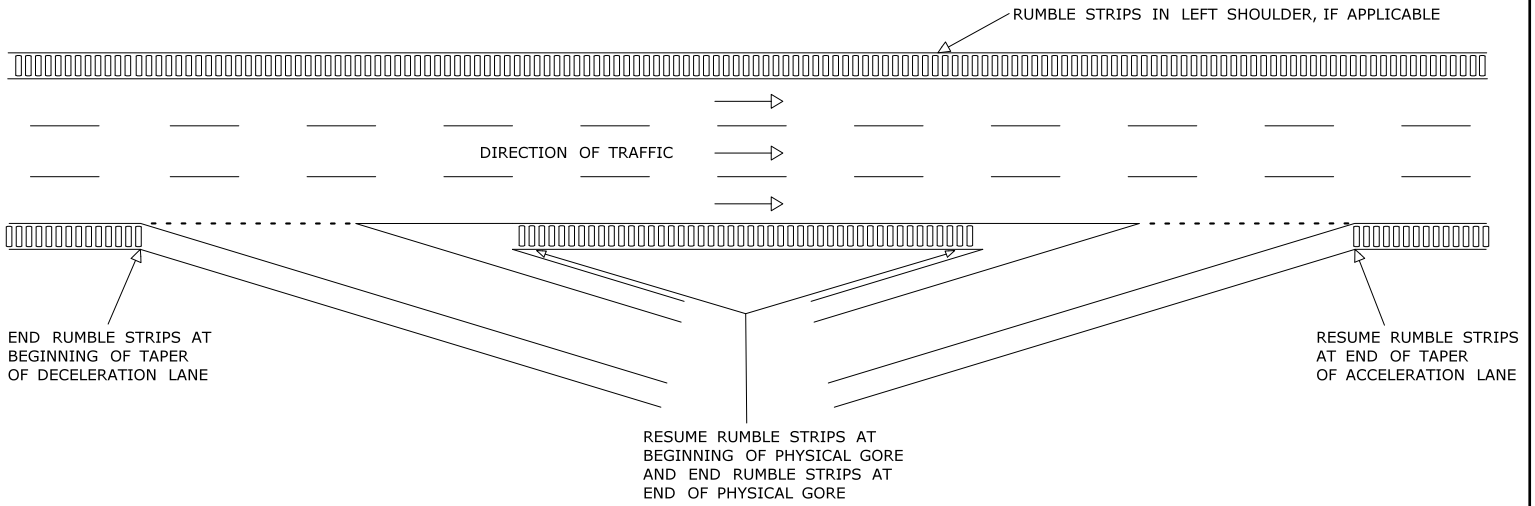 RUMBLE STRIPS IN LEFT SHOULDER, IF APPLICABLE
DIRECTION OF TRAFFIC
END RUMBLE STRIPS AT
BEGINNING OF TAPER
OF DECELERATION LANE
RESUME RUMBLE STRIPS
AT END OF TAPER
OF ACCELERATION LANE
RESUME RUMBLE STRIPS AT
BEGINNING OF PHYSICAL GORE
AND END RUMBLE STRIPS AT
END OF PHYSICAL GORE